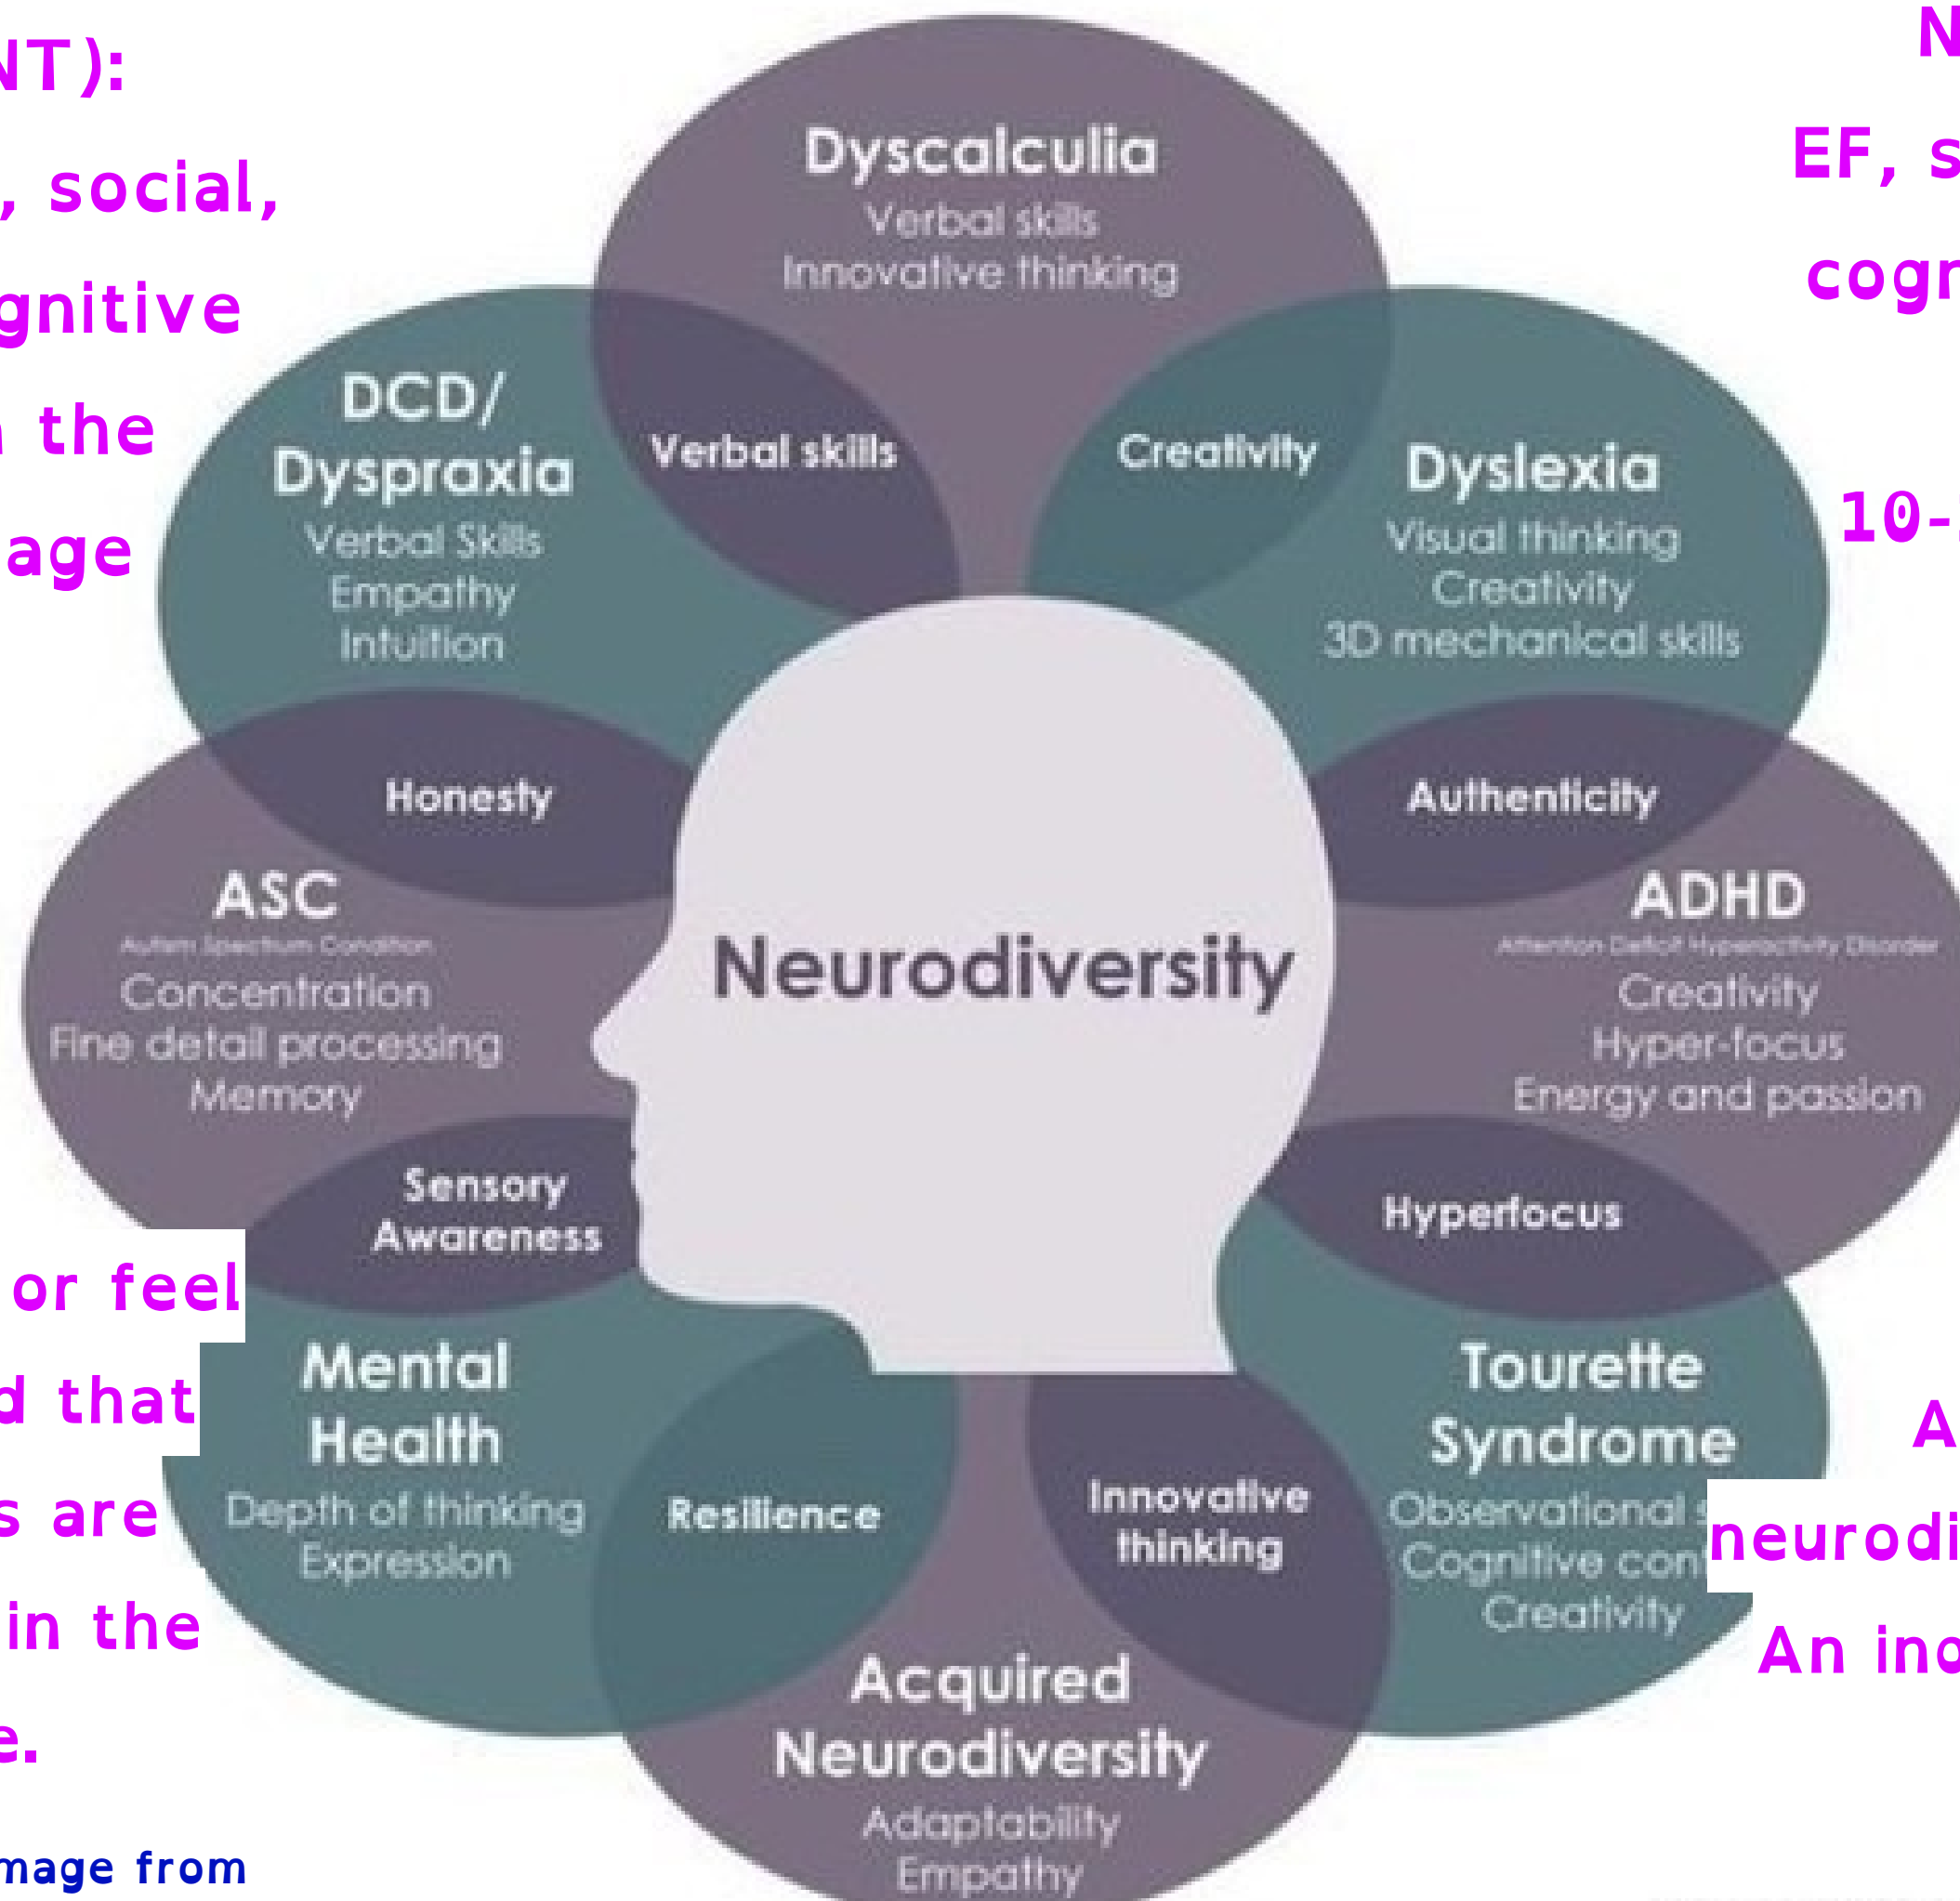 NT):
, social,
gnitive
the
age
EF,
10-
Dyscalculia
Verbal skills
Innovative thinking
DCD/
Dyspraxia
Verbal Skills
Empathy
Intuition
Verbal skills
Creativity
Dyslexia
Visual thinking
Creativity
3D mechanical skills
Honesty
Authenticity
ASC
Autism Spectrum Condition
Concentration
Fine detail processing
Memory
Neurodiversity
ADHD
Attention Deficit Hyperactivity Disorder
Creativity
Hyper-focus
Energy and passion
Sensory
Awareness
Hyperfocus
or feel
d that
s are
in the
e.
Mental
Health
Depth of thinking
Expression
Resilience
Innovative
thinking
Tourette
Syndrome
Observational
Cognitive
Creativity
A
neurodi
An
Acquired
Neurodiversity
Adaptability
Empathy
mage from